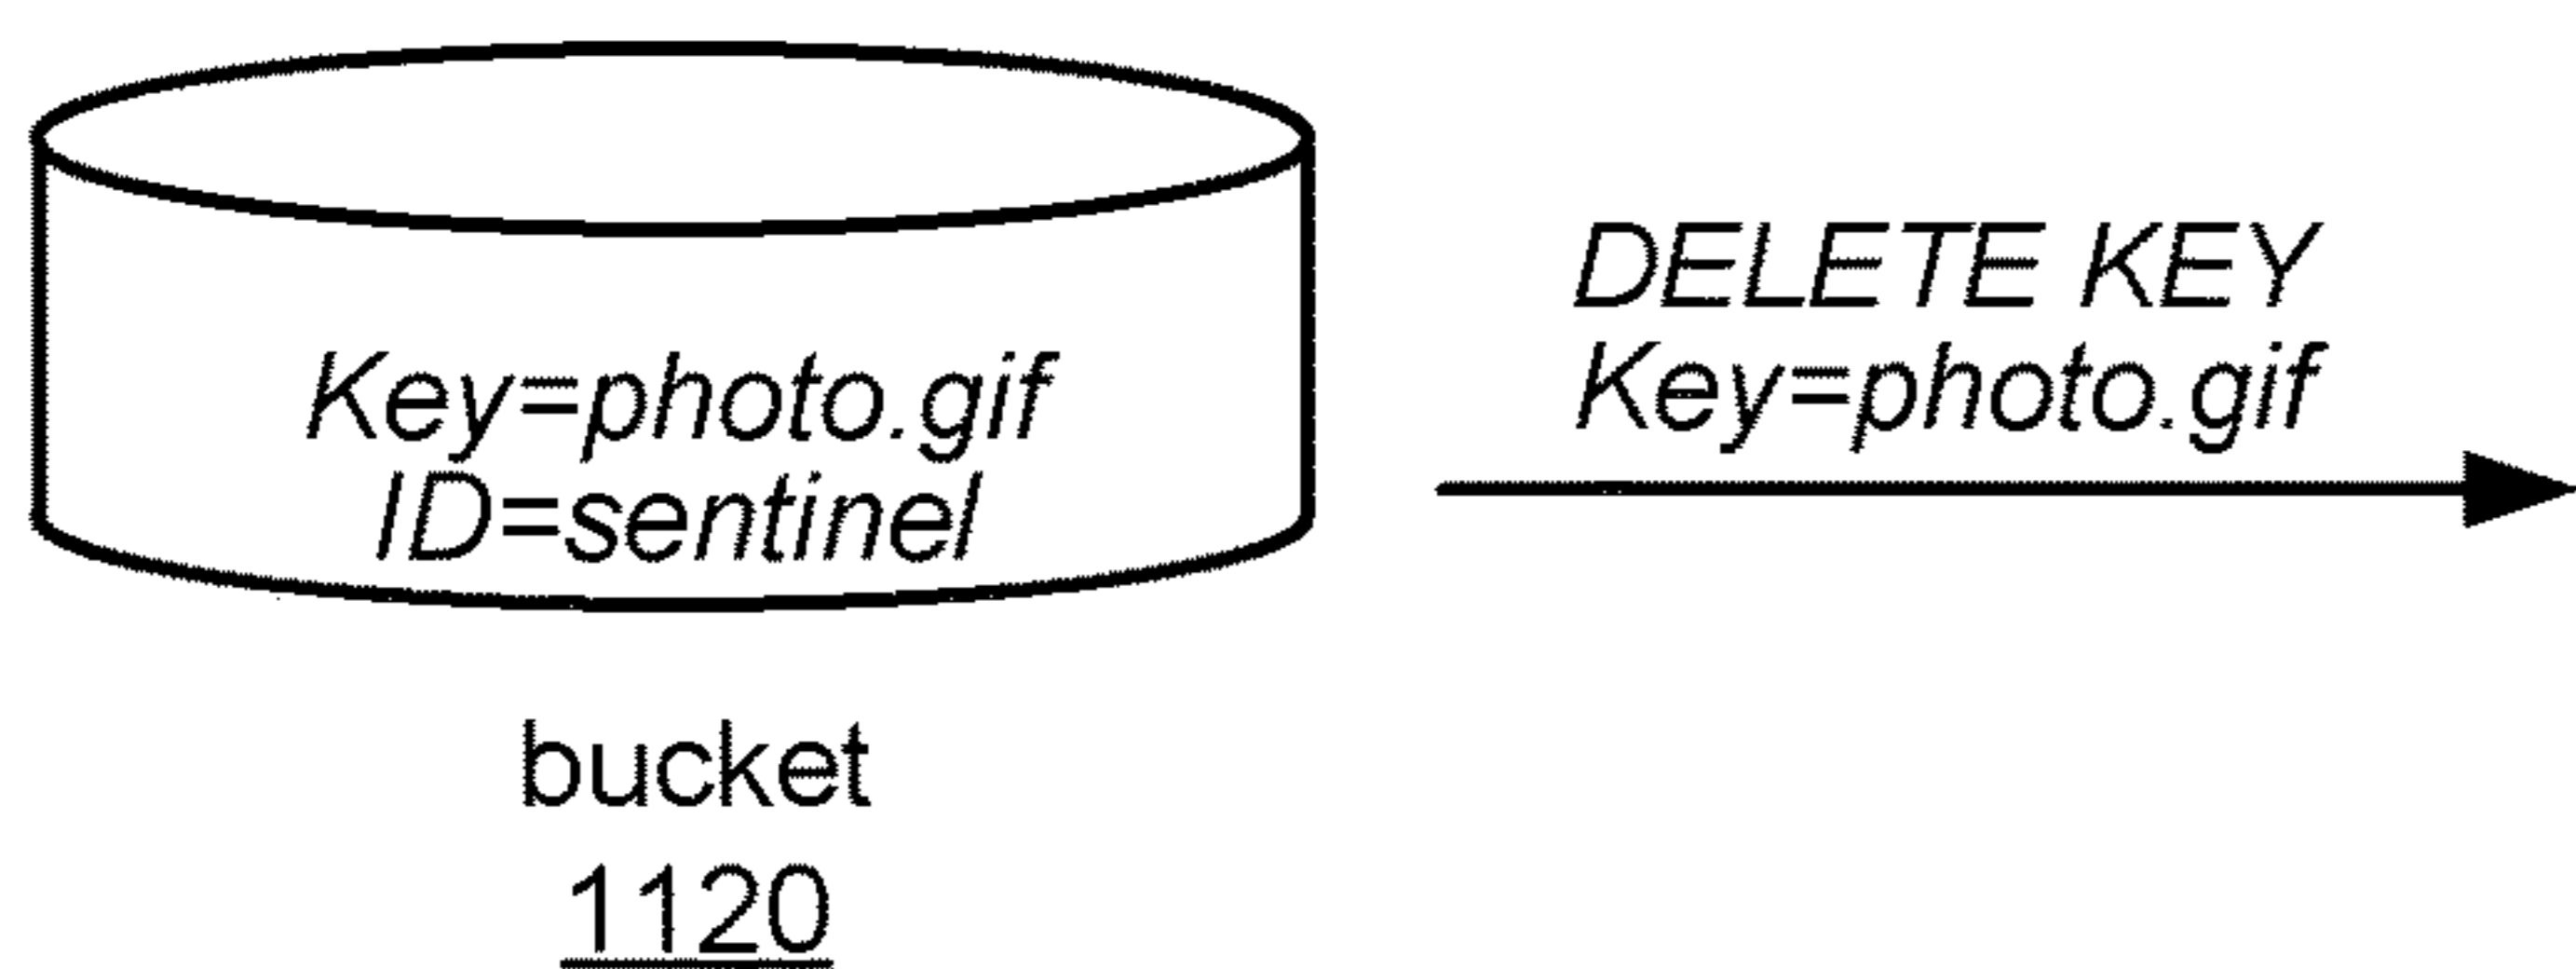 Key=photo.gif
ID=sentinel
DELETE KEY
Key=photo.gif
bucket
1120